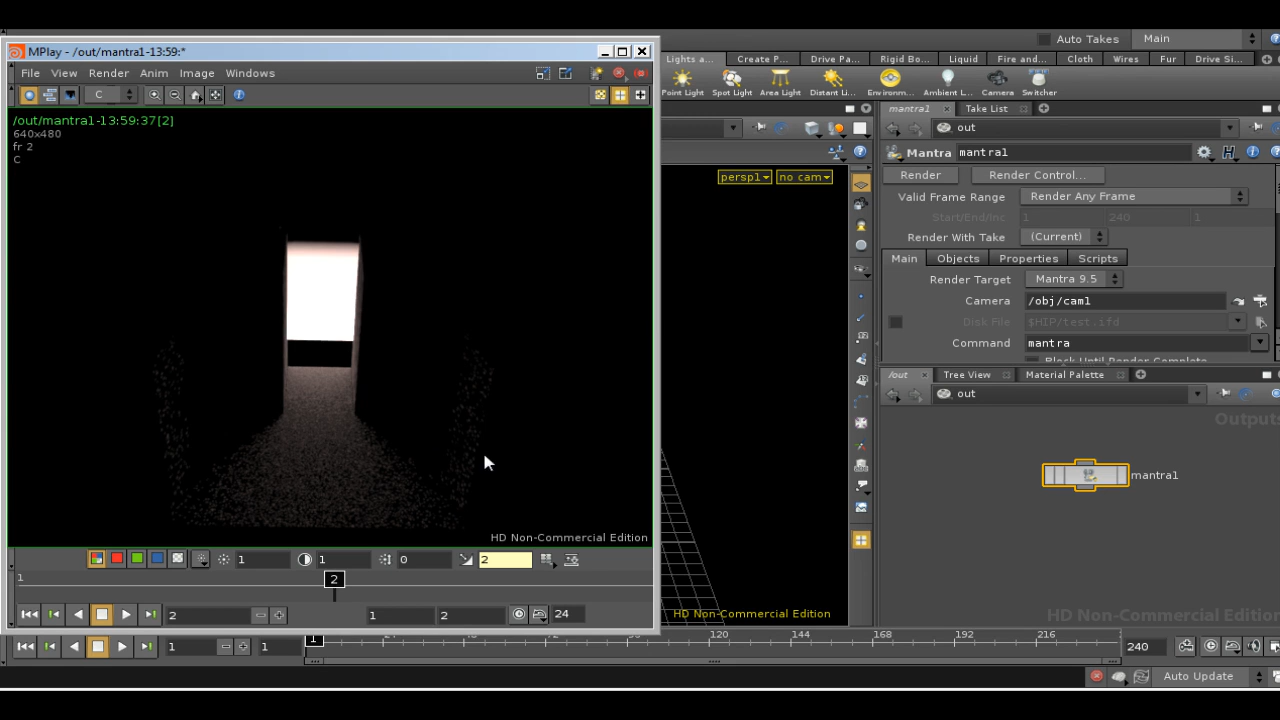 MPlay - /out/mantra1-13:59:*
File View Render Anim Image Windows
C
/out/mantra1-13:59:37[2]
640x480
fr 2
C
HD Non-Commercial Edition
1 1 0 2
1
2
2 1 2 24
Auto Takes Main
Lights a... Create P... Drive Pa... Rigid Bo... Liquid Fire and... Cloth Wires Fur Drive Si...
Point Light Spot Light Area Light Distant Li... Environm... Ambient L... Camera Switcher
persp1 no cam
HD Non-Commercial Edition
mantra1 Take List
out
Mantra mantra1
Render Render Control...
Valid Frame Range Render Any Frame
Start/End/Inc 1 240 1
Render With Take (Current)
Main Objects Properties Scripts
Render Target Mantra 9.5
Camera /obj/cam1
Disk File $HIP/test.ifd
Command mantra
Block Until Render Complete
/out Tree View Material Palette
out
Outputs
mantra1
HD Non-Commercial Edition
1 1 1 120 144 168 192 216 240
Auto Update